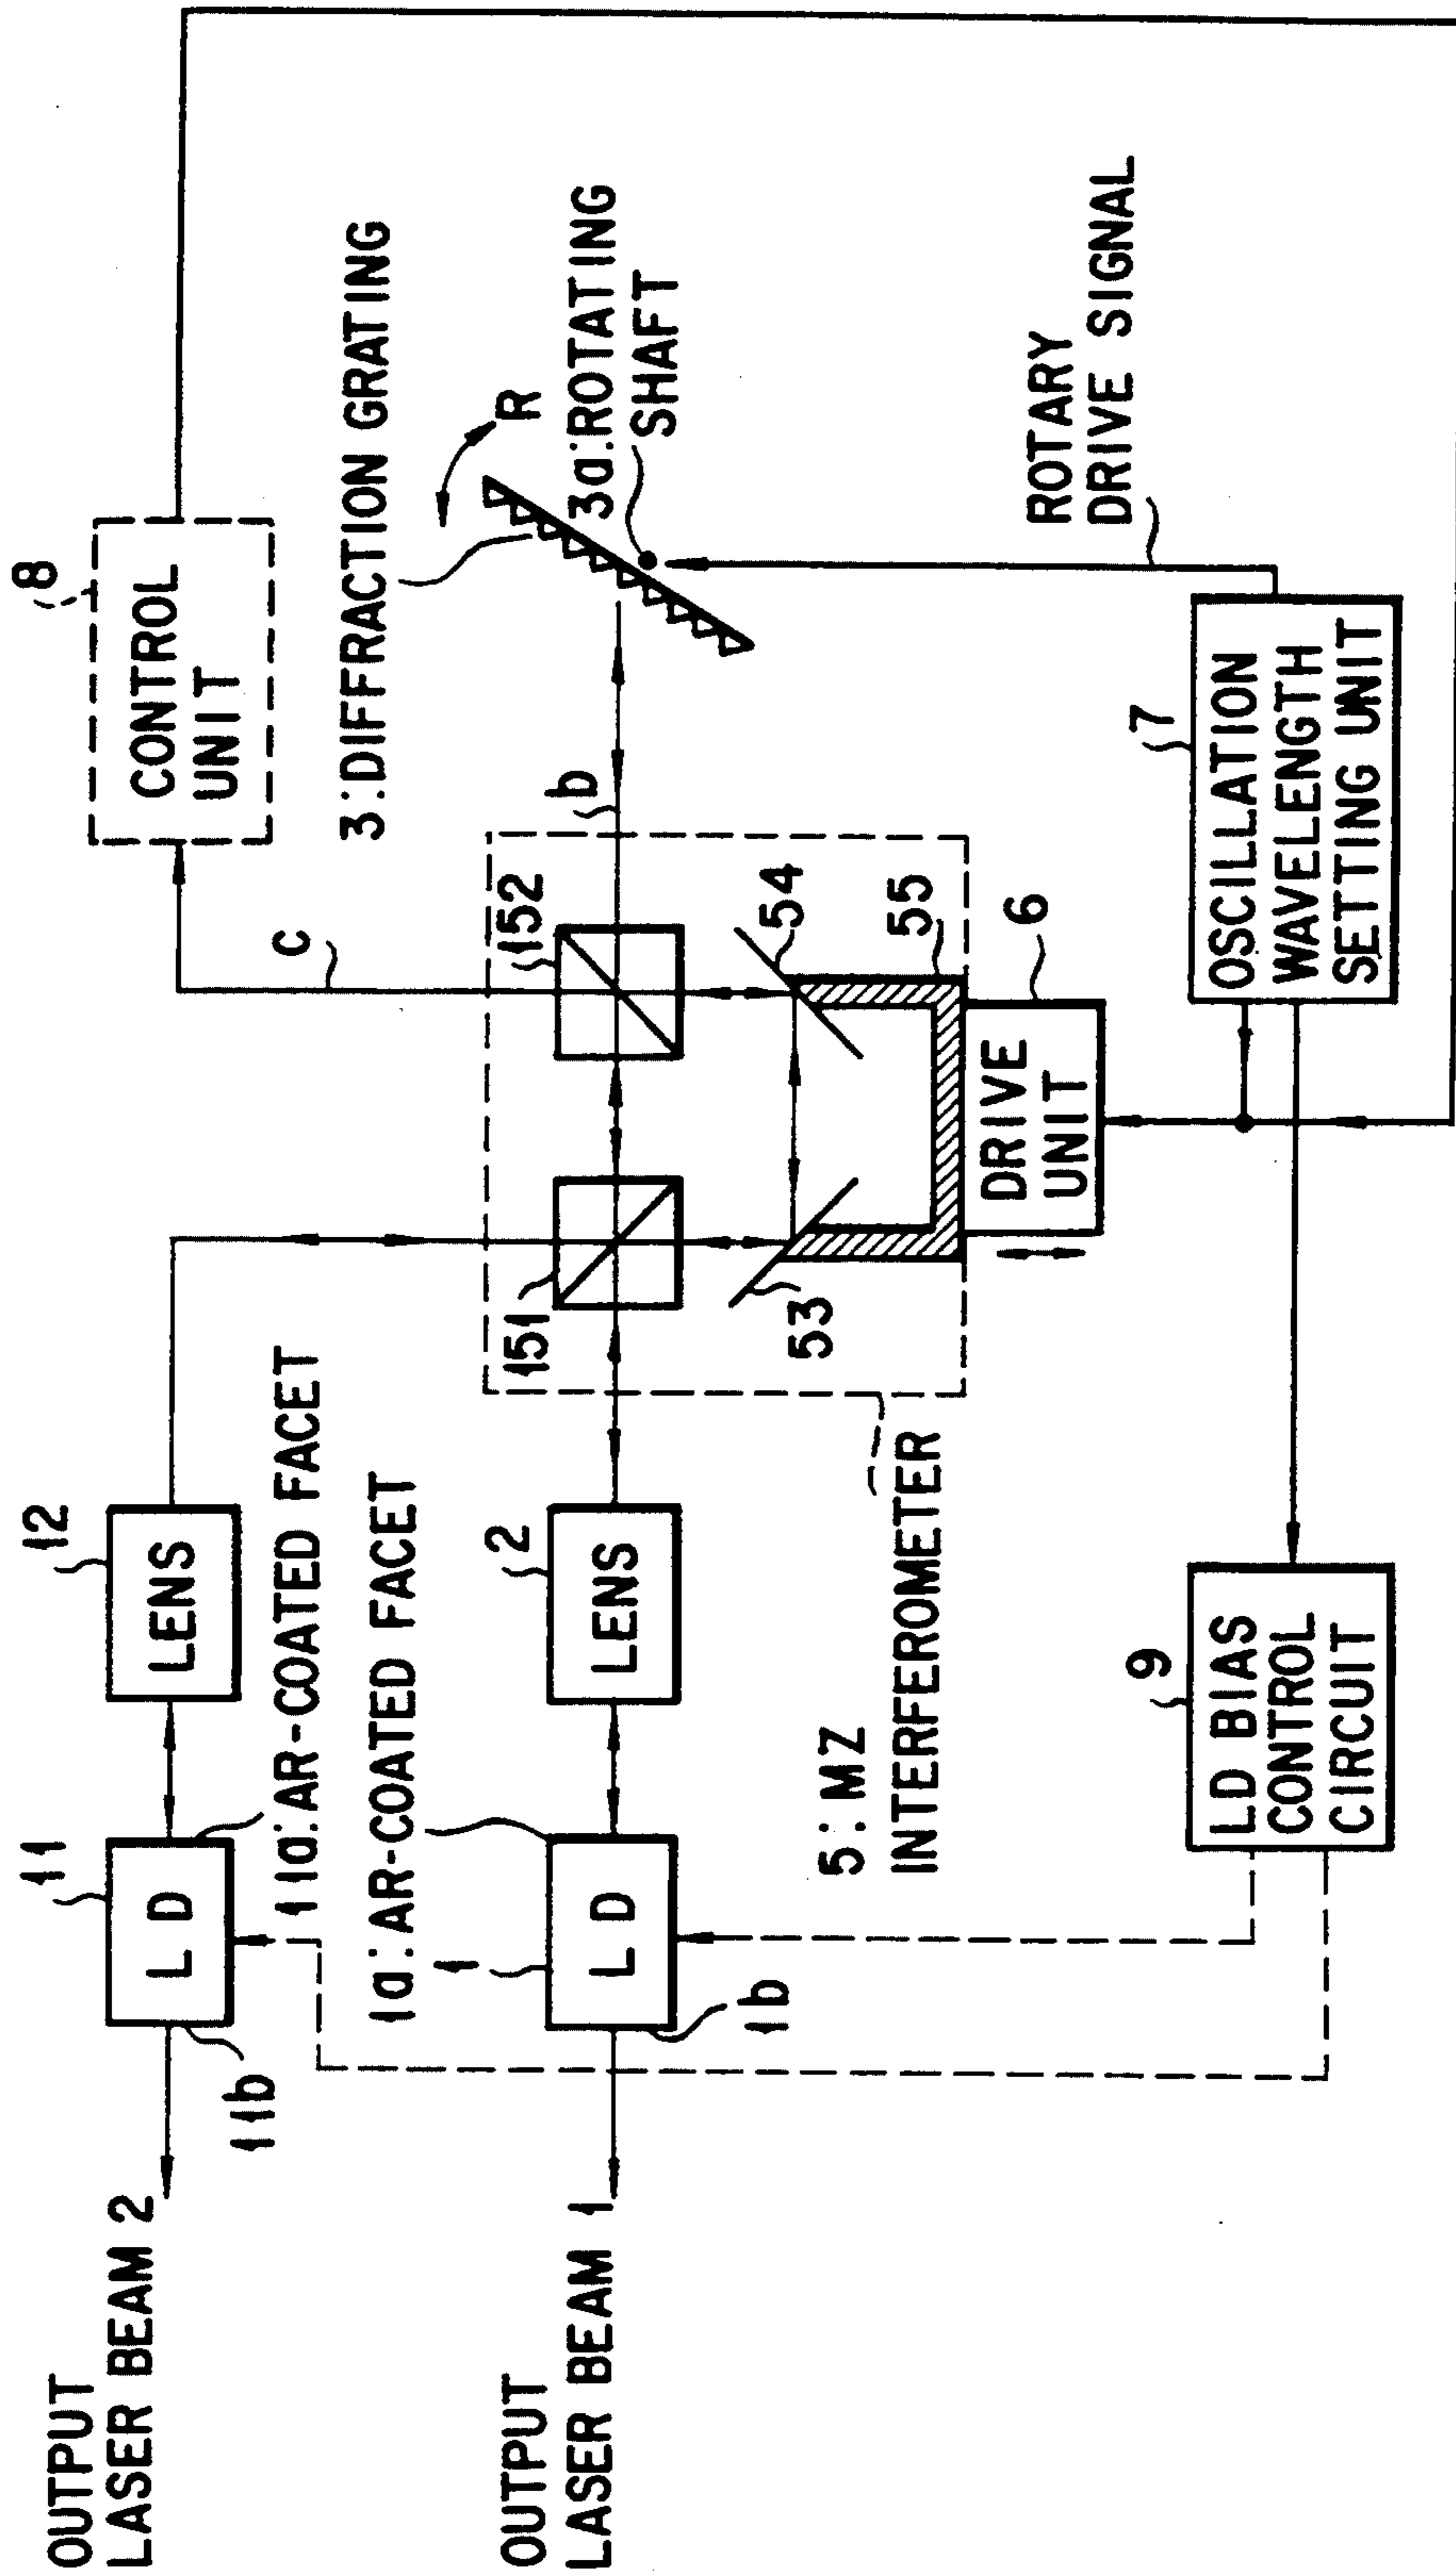 OUTPUT
LASER BEAM 2
11b
11
LD
11a:AR-COATED FACET
12
LENS
8
CONTROL
UNIT
OUTPUT
LASER BEAM 1
1b
1
LD
1a:AR-COATED FACET
2
LENS
151
152
c
b
3:DIFFRACTION GRATING
R
3a:ROTATING
SHAFT
53
54
55
5:MZ
INTERFEROMETER
DRIVE
UNIT
6
ROTARY
DRIVE SIGNAL
9
LD BIAS
CONTROL
CIRCUIT
7
OSCILLATION
WAVELENGTH
SETTING UNIT